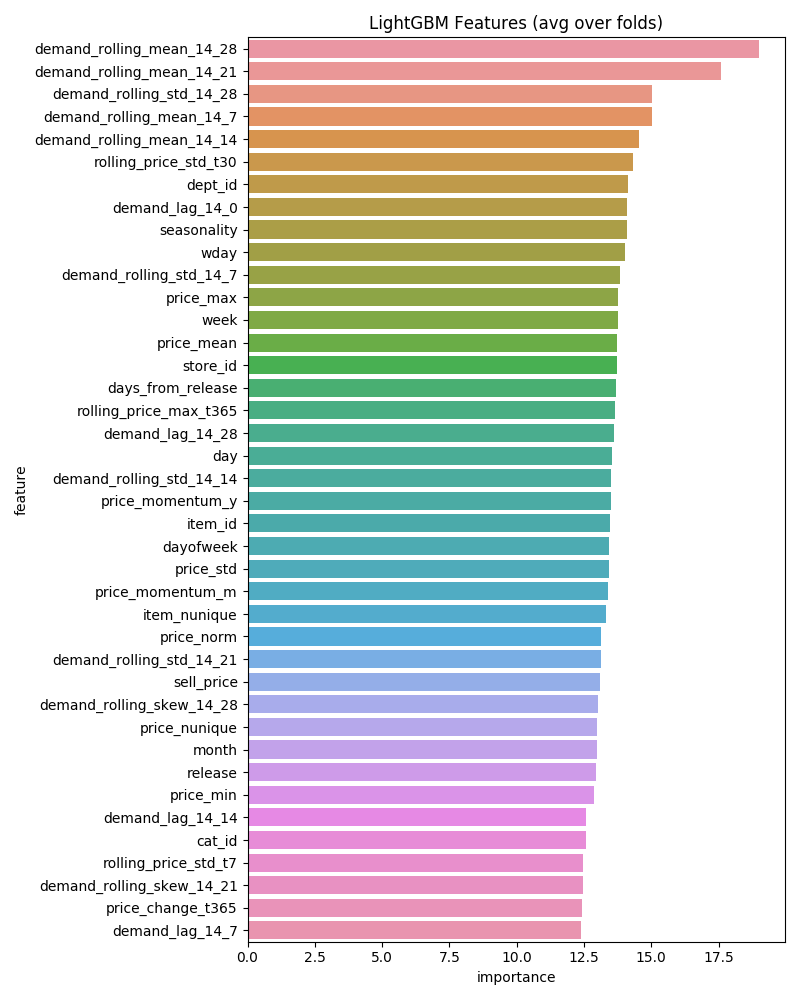 LightGBM Features (avg over folds)
demand_rolling_mean_14_28
demand_rolling_mean_14_21
demand_rolling_std_14_28
demand_rolling_mean_14_7
demand_rolling_mean_14_14
rolling_price_std_t30
dept_id
demand_lag_14_0
seasonality
wday
demand_rolling_std_14_7
price_max
week
price_mean
store_id
days_from_release
rolling_price_max_t365
demand_lag_14_28
day
demand_rolling_std_14_14
price_momentum_y
item_id
dayofweek
price_std
price_momentum_m
item_nunique
price_norm
demand_rolling_std_14_21
sell_price
demand_rolling_skew_14_28
price_nunique
month
release
price_min
demand_lag_14_14
cat_id
rolling_price_std_t7
demand_rolling_skew_14_21
price_change_t365
demand_lag_14_7
feature
0.0 2.5 5.0 7.5 10.0 12.5 15.0 17.5
importance